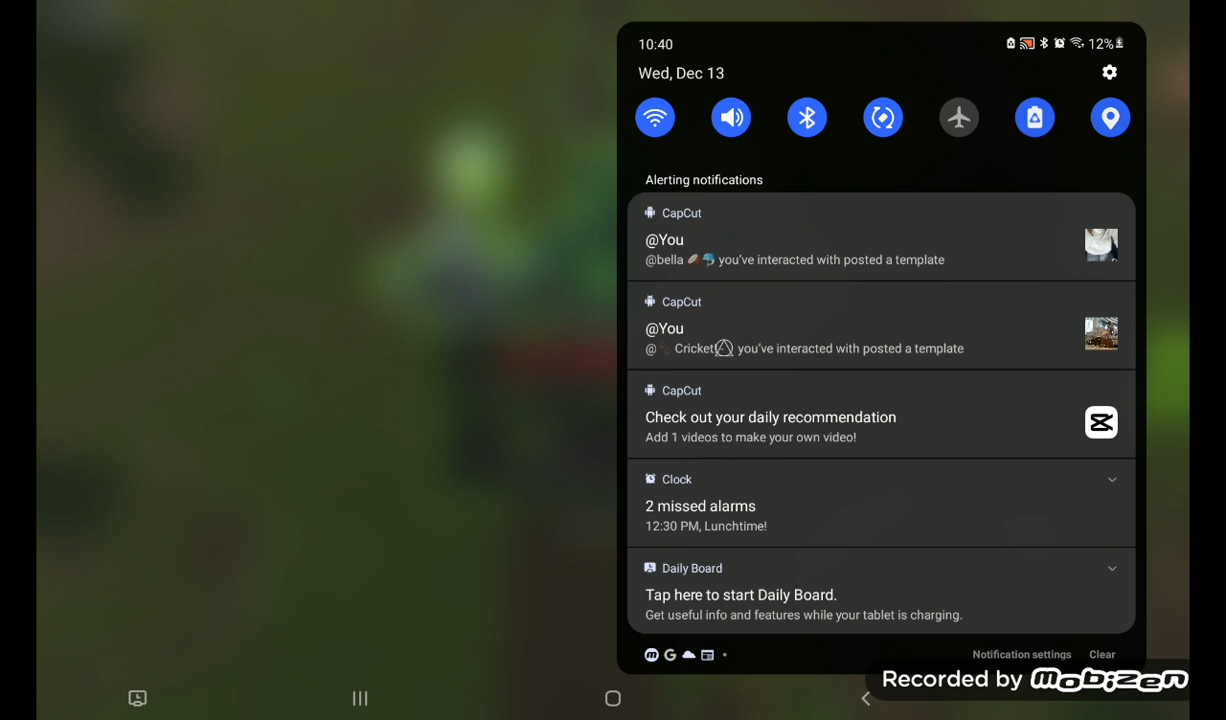 10:40
12%
Wed, Dec 13
Alerting notifications
CapCut
@You
@bella 🏉🐬 you've interacted with posted a template
CapCut
@You
@ Cricket! you've interacted with posted a template
CapCut
Check out your daily recommendation
Add 1 videos to make your own video!
Clock
2 missed alarms
12:30 PM, Lunchtime!
Daily Board
Tap here to start Daily Board.
Get useful info and features while your tablet is charging.
Notification settings Clear
Recorded by mobizen